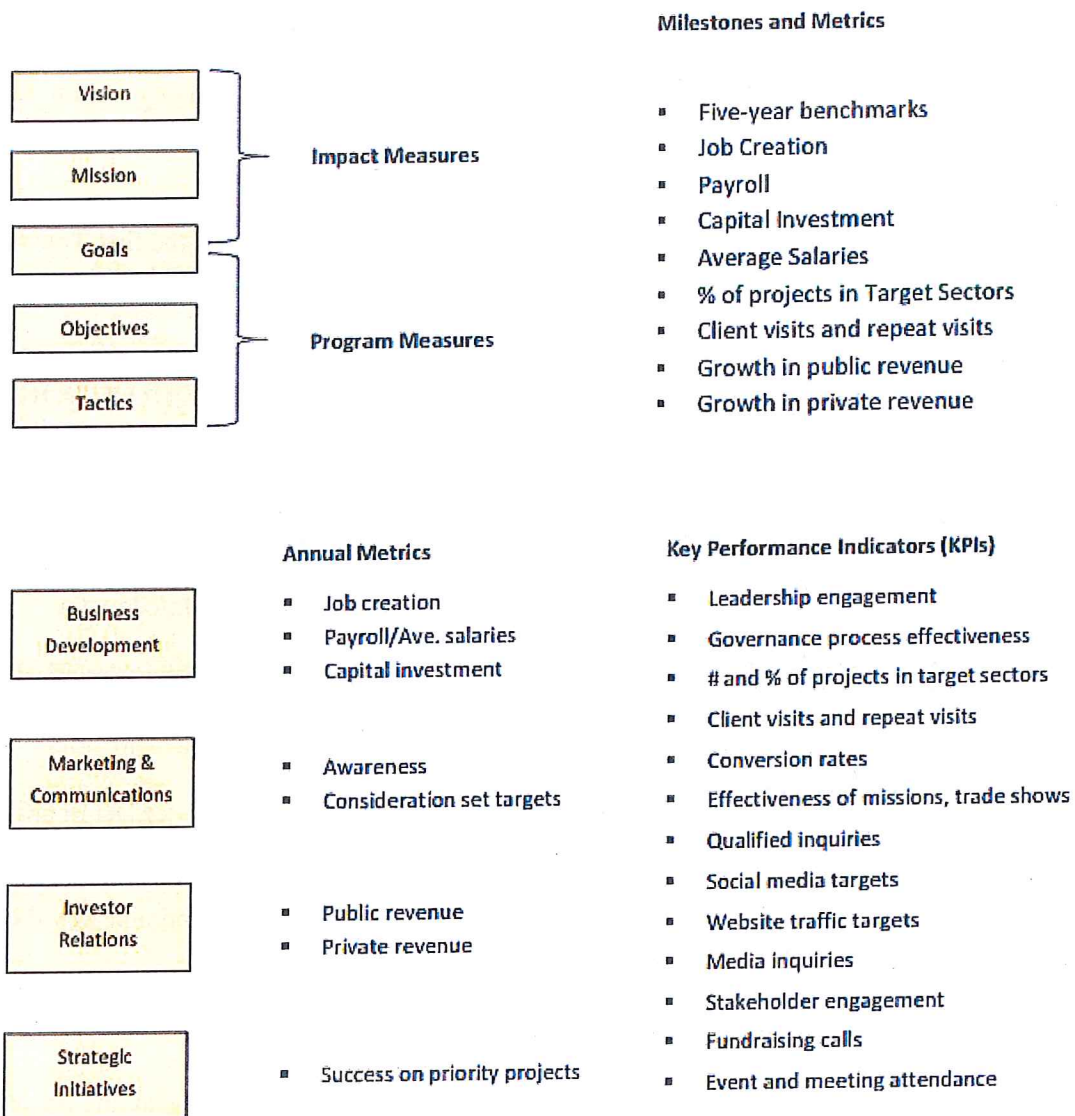 Milestones and Metrics
Vision
Mission
Goals
Objectives
Tactics
Impact Measures
Program Measures
▪ Five-year benchmarks
▪ Job Creation
▪ Payroll
▪ Capital Investment
▪ Average Salaries
▪ % of projects in Target Sectors
▪ Client visits and repeat visits
▪ Growth in public revenue
▪ Growth in private revenue
Annual Metrics
Key Performance Indicators (KPIs)
Business
Development
▪ Job creation
▪ Payroll/Ave. salaries
▪ Capital investment
Marketing &
Communications
▪ Awareness
▪ Consideration set targets
Investor
Relations
▪ Public revenue
▪ Private revenue
Strategic
Initiatives
▪ Success on priority projects
▪ Leadership engagement
▪ Governance process effectiveness
▪ # and % of projects in target sectors
▪ Client visits and repeat visits
▪ Conversion rates
▪ Effectiveness of missions, trade shows
▪ Qualified inquiries
▪ Social media targets
▪ Website traffic targets
▪ Media inquiries
▪ Stakeholder engagement
▪ Fundraising calls
▪ Event and meeting attendance